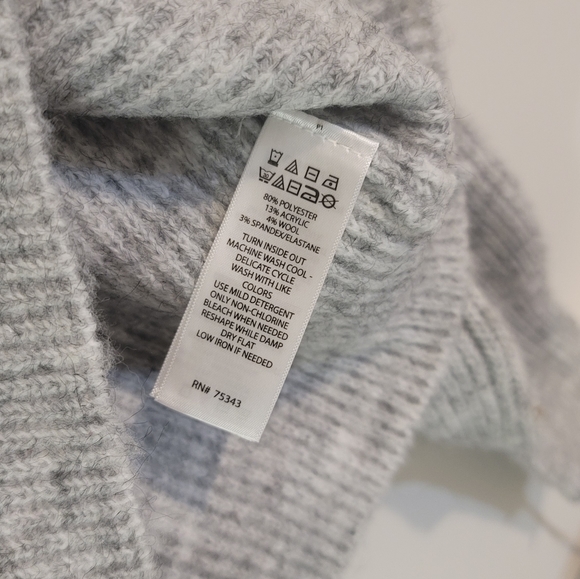 80% POLYESTER
13% ACRYLIC
4% WOOL
3% SPANDEX/ELASTANE
TURN INSIDE OUT
MACHINE WASH COOL -
DELICATE CYCLE
WASH WITH LIKE
COLORS
USE MILD DETERGENT
ONLY NON-CHLORINE
BLEACH WHEN NEEDED
RESHAPE WHILE DAMP
DRY FLAT
LOW IRON IF NEEDED
RN# 75343